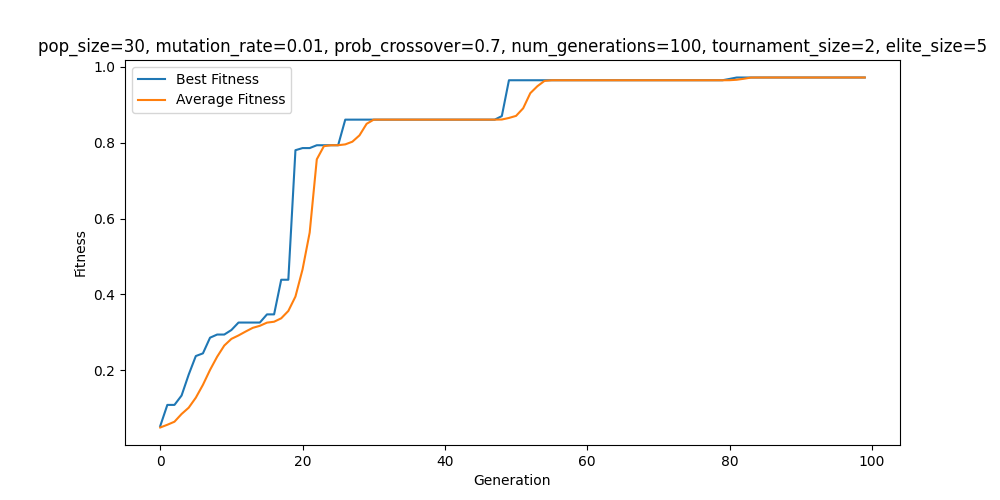 pop_size=30, mutation_rate=0.01, prob_crossover=0.7, num_generations=100, tournament_size=2, elite_size=5
Best Fitness
Average Fitness
1.0
0.8
0.6
0.4
0.2
Fitness
0 20 40 60 80 100
Generation